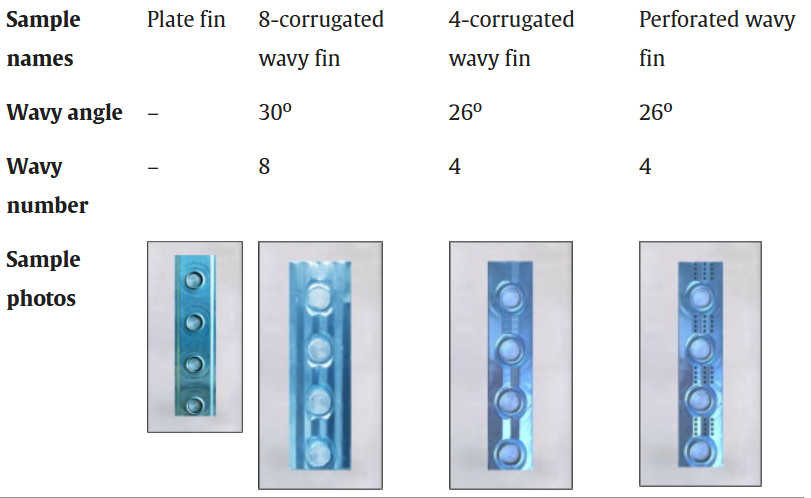 Sample names Plate fin 8-corrugated wavy fin 4-corrugated wavy fin Perforated wavy fin
Wavy angle – 30º 26º 26º
Wavy number – 8 4 4
Sample photos